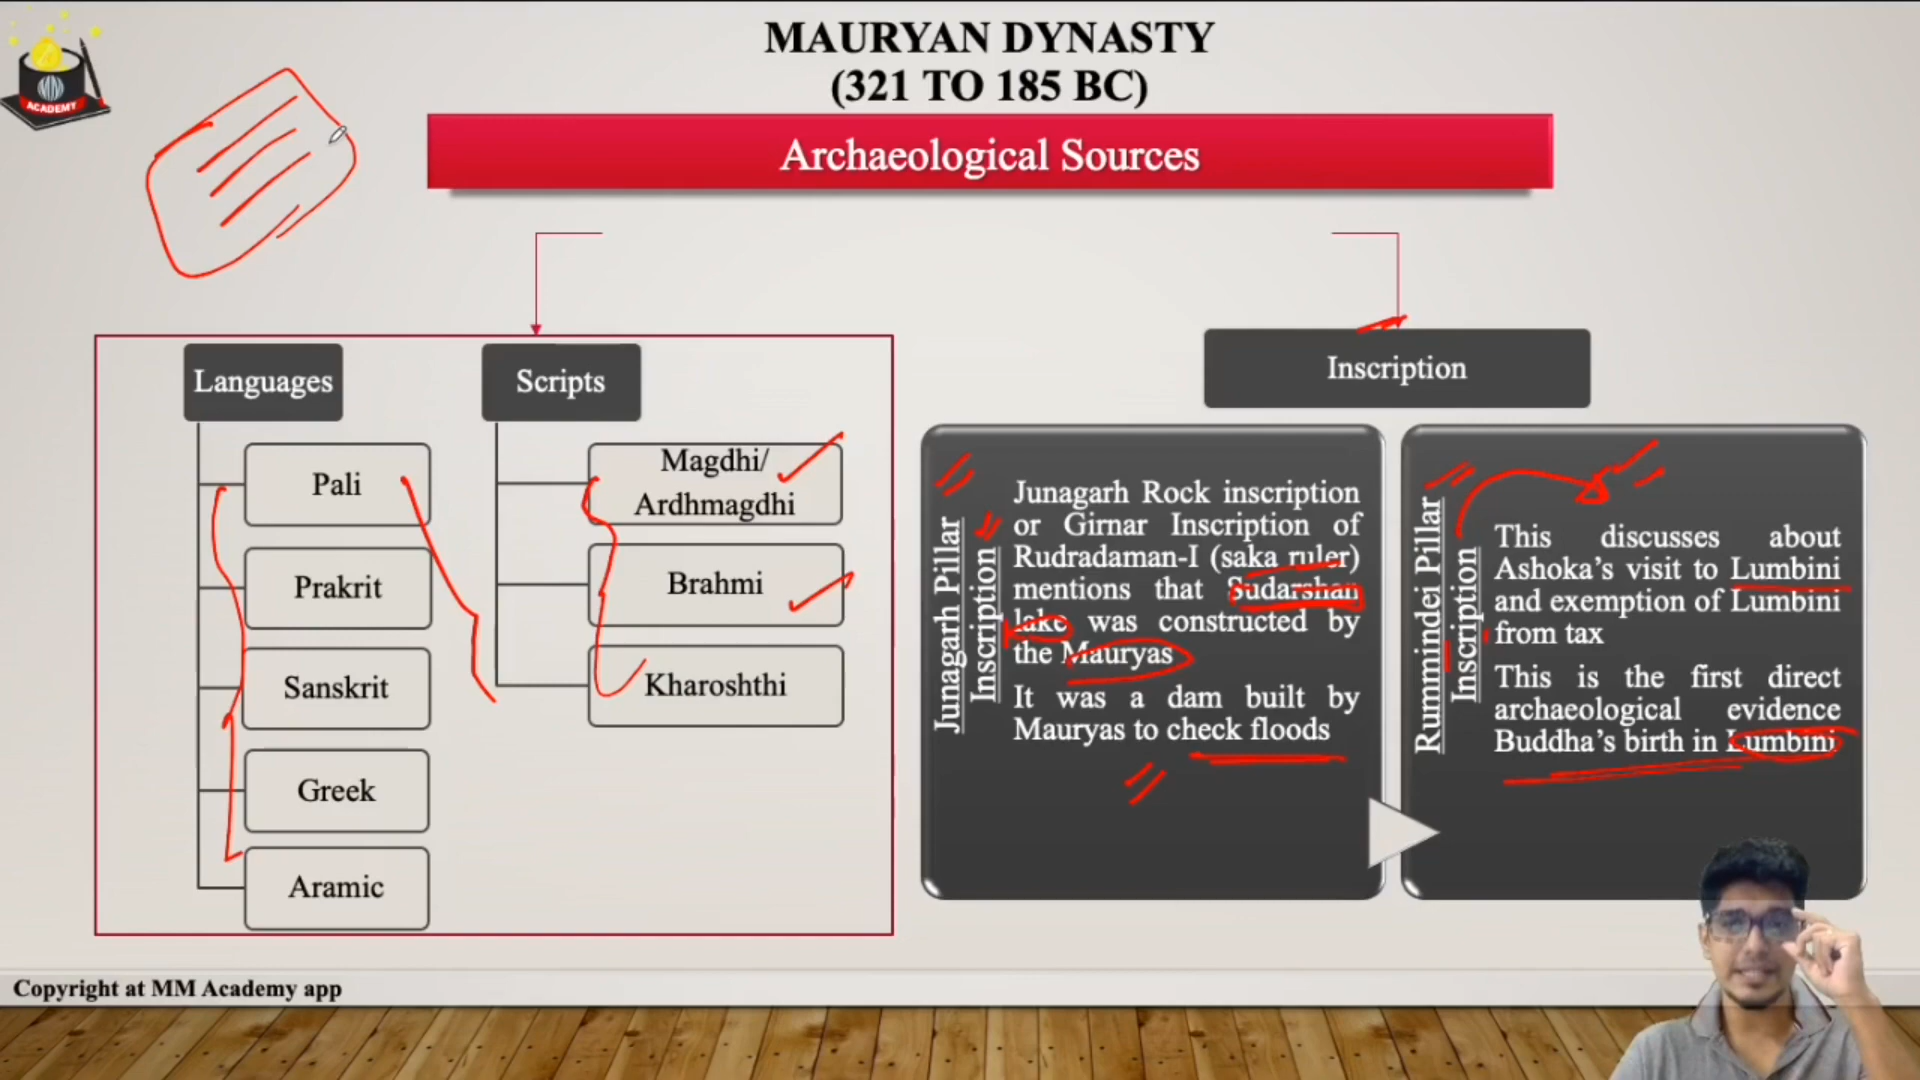 MAURYAN DYNASTY
(321 TO 185 BC)
ACADEMY
Archaeological Sources
Languages
Pali
Prakrit
Sanskrit
Greek
Aramic
Scripts
Magdhi/
Ardhmagdhi
Brahmi
Kharoshthi
Inscription
Junagarh Pillar
Inscription
Junagarh Rock inscription
or Girnar Inscription of
Rudradaman-I (saka ruler)
mentions that Sudarshan
lake was constructed by
the Mauryas
It was a dam built by
Mauryas to check floods
Rummindei Pillar
Inscription
This discusses about
Ashoka's visit to Lumbini
and exemption of Lumbini
from tax
This is the first direct
archaeological evidence
Buddha's birth in Lumbini
Copyright at MM Academy app